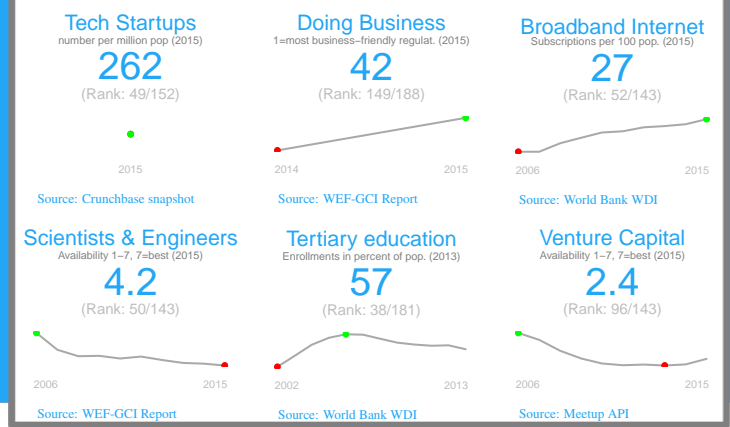 Tech Startups
number per million pop (2015)
262
(Rank: 49/152)
2015
Source: Crunchbase snapshot
Doing Business
1=most business−friendly regulat. (2015)
42
(Rank: 149/188)
2014 2015
Source: WEF-GCI Report
Broadband Internet
Subscriptions per 100 pop. (2015)
27
(Rank: 52/143)
2006 2015
Source: World Bank WDI
Scientists & Engineers
Availability 1−7, 7=best (2015)
4.2
(Rank: 50/143)
2006 2015
Source: WEF-GCI Report
Tertiary education
Enrollments in percent of pop. (2013)
57
(Rank: 38/181)
2002 2013
Source: World Bank WDI
Venture Capital
Availability 1−7, 7=best (2015)
2.4
(Rank: 96/143)
2006 2015
Source: Meetup API